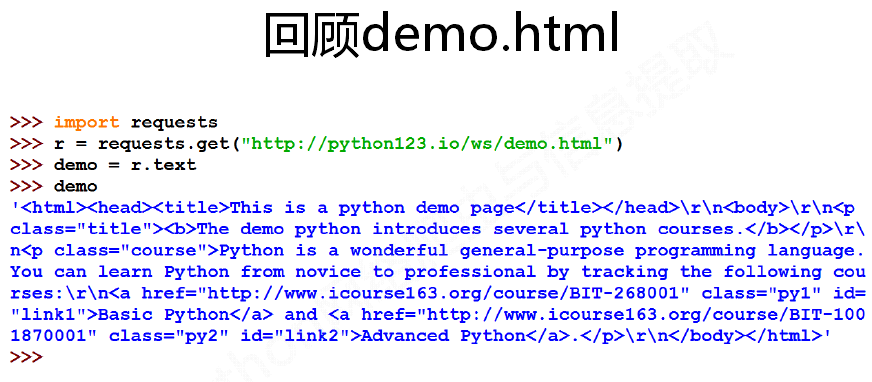 回顾demo.html
>>> import requests
>>> r = requests.get("http://python123.io/ws/demo.html")
>>> demo = r.text
>>> demo
'<html><head><title>This is a python demo page</title></head>\r\n<body>\r\n<p
class="title"><b>The demo python introduces several python courses.</b></p>\r\
n<p class="course">Python is a wonderful general-purpose programming language.
You can learn Python from novice to professional by tracking the following cou
rses:\r\n<a href="http://www.icourse163.org/course/BIT-268001" class="py1" id=
"link1">Basic Python</a> and <a href="http://www.icourse163.org/course/BIT-100
1870001" class="py2" id="link2">Advanced Python</a>.</p>\r\n</body></html>'
>>>